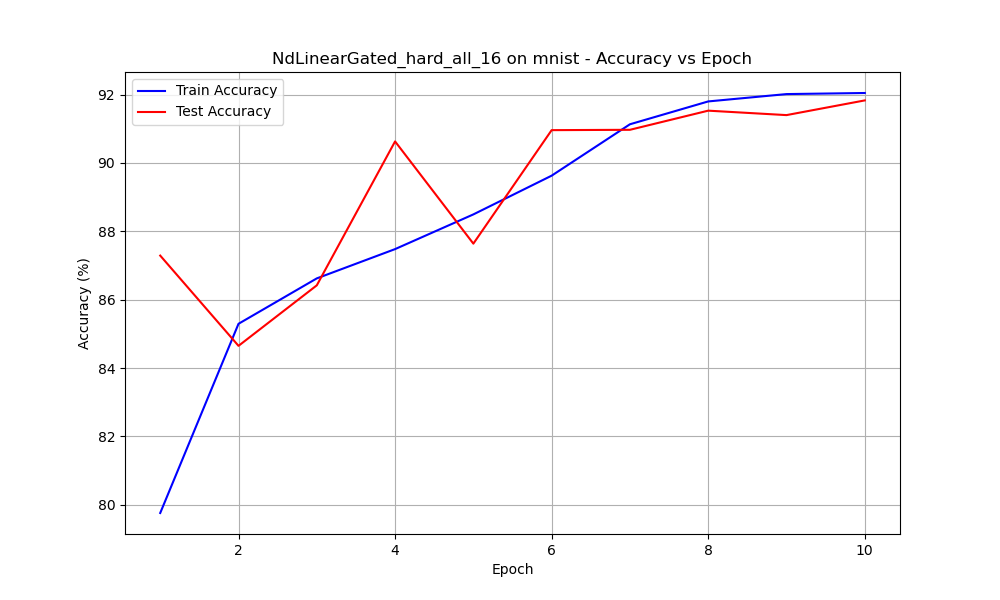 NdLinearGated_hard_all_16 on mnist - Accuracy vs Epoch
Train Accuracy
Test Accuracy
92
90
88
86
84
82
80
Accuracy (%)
2 4 6 8 10
Epoch